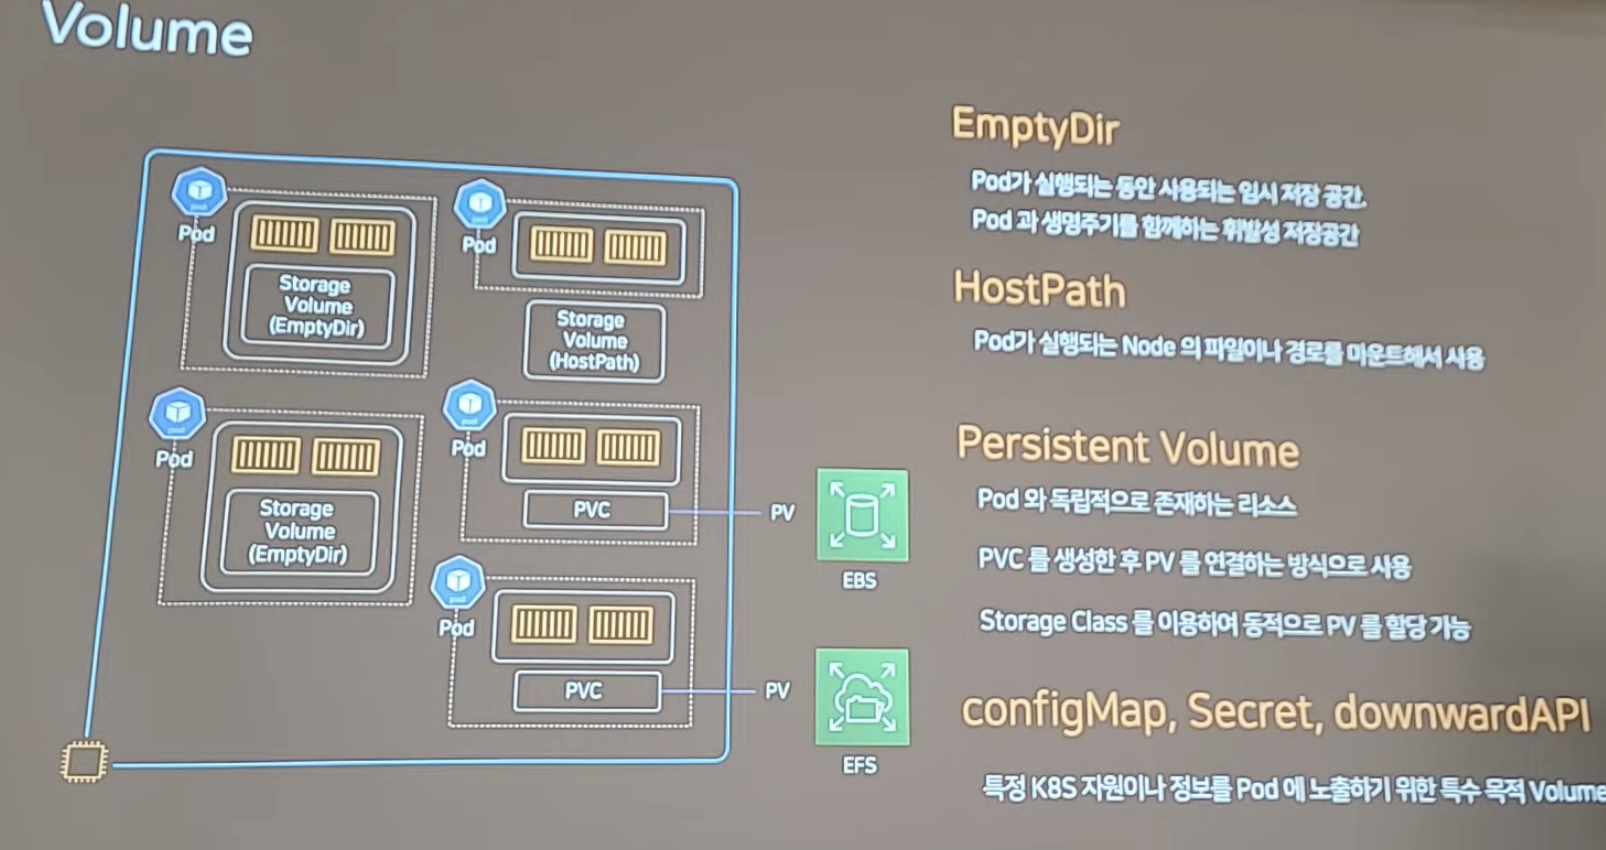 Volume
pod
Pod
Storage
Volume
(EmptyDir)
pod
Pod
Storage
Volume
(HostPath)
pod
Pod
Storage
Volume
(EmptyDir)
pod
Pod
PVC
PV
EBS
pod
Pod
PVC
PV
EFS
EmptyDir
Pod가 실행되는 동안 사용되는 임시 저장 공간.
Pod 과 생명주기를 함께하는 휘발성 저장공간
HostPath
Pod가 실행되는 Node 의 파일이나 경로를 마운트해서 사용
Persistent Volume
Pod 와 독립적으로 존재하는 리소스
PVC 를 생성한 후 PV 를 연결하는 방식으로 사용
Storage Class 를 이용하여 동적으로 PV 를 할당 가능
configMap, Secret, downwardAPI
특정 K8S 자원이나 정보를 Pod 에 노출하기 위한 특수 목적 Volume